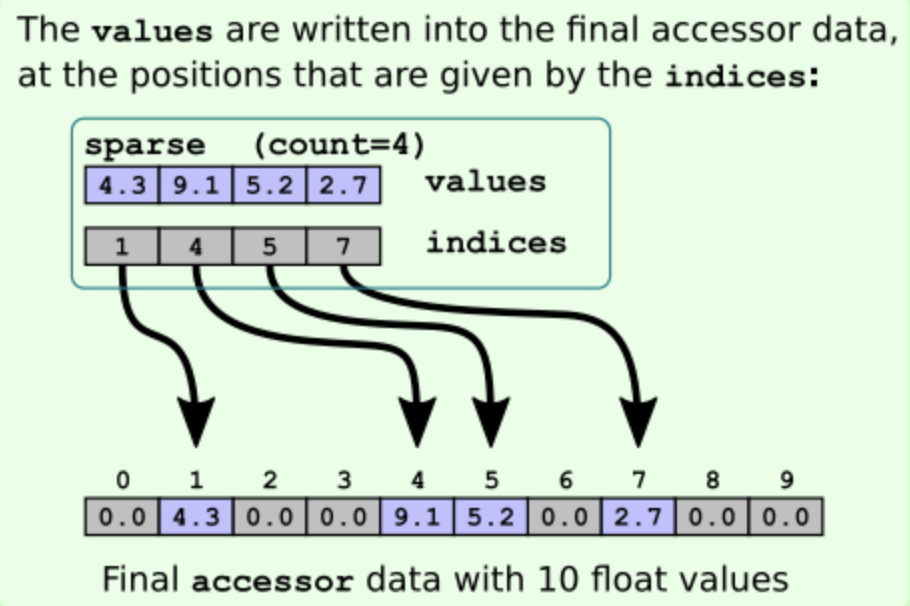 The values are written into the final accessor data,
at the positions that are given by the indices:
sparse (count=4)
4.3 9.1 5.2 2.7 values
1 4 5 7 indices
0 1 2 3 4 5 6 7 8 9
0.0 4.3 0.0 0.0 9.1 5.2 0.0 2.7 0.0 0.0
Final accessor data with 10 float values